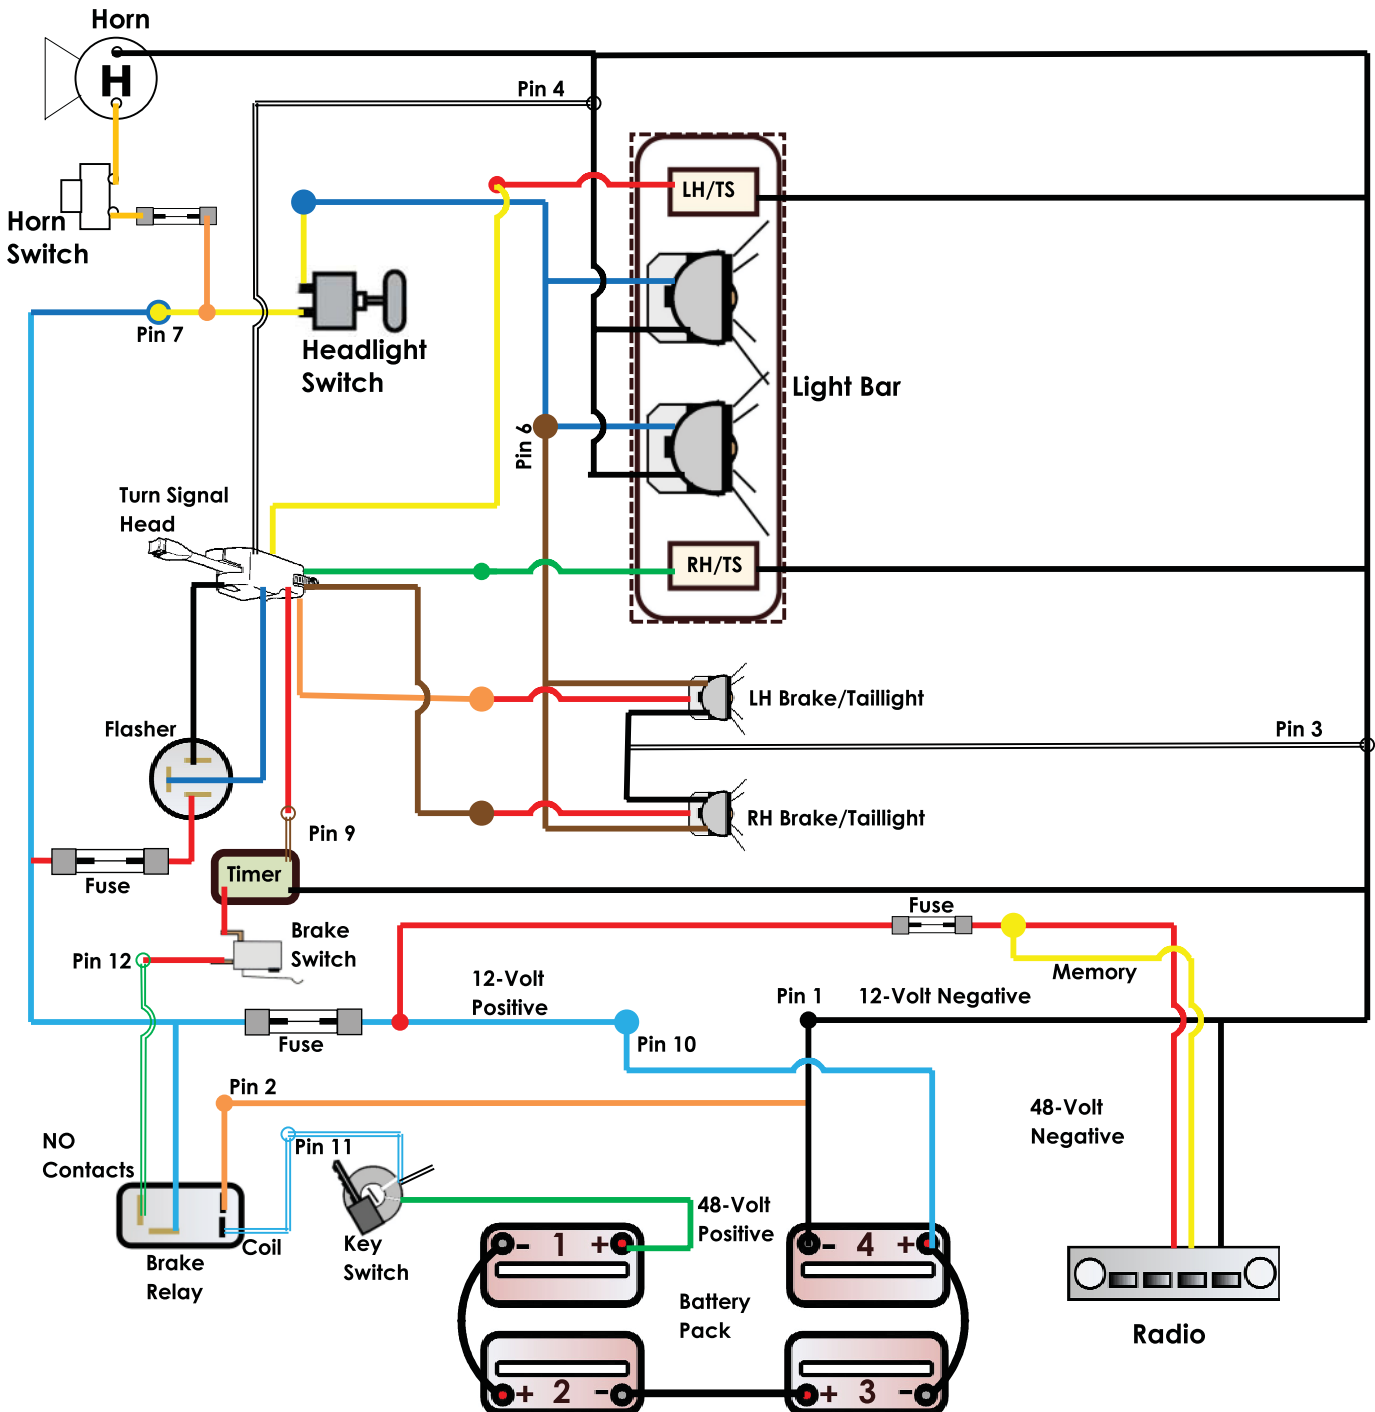 Horn
H
Pin 4
LH/TS
Horn
Switch
Pin 7
Headlight
Switch
Light Bar
Pin 6
Turn Signal
Head
RH/TS
LH Brake/Taillight
Flasher
Pin 3
RH Brake/Taillight
Pin 9
Timer
Fuse
Fuse
Brake
Switch
Pin 12
Memory
12-Volt
Positive
Pin 1
12-Volt Negative
Fuse
Pin 10
Pin 2
48-Volt
Negative
NO
Contacts
Pin 11
48-Volt
Positive
Coil
Key
Switch
- 1 +
- 4 +
Brake
Relay
Battery
Pack
Radio
+ 2 -
+ 3 -